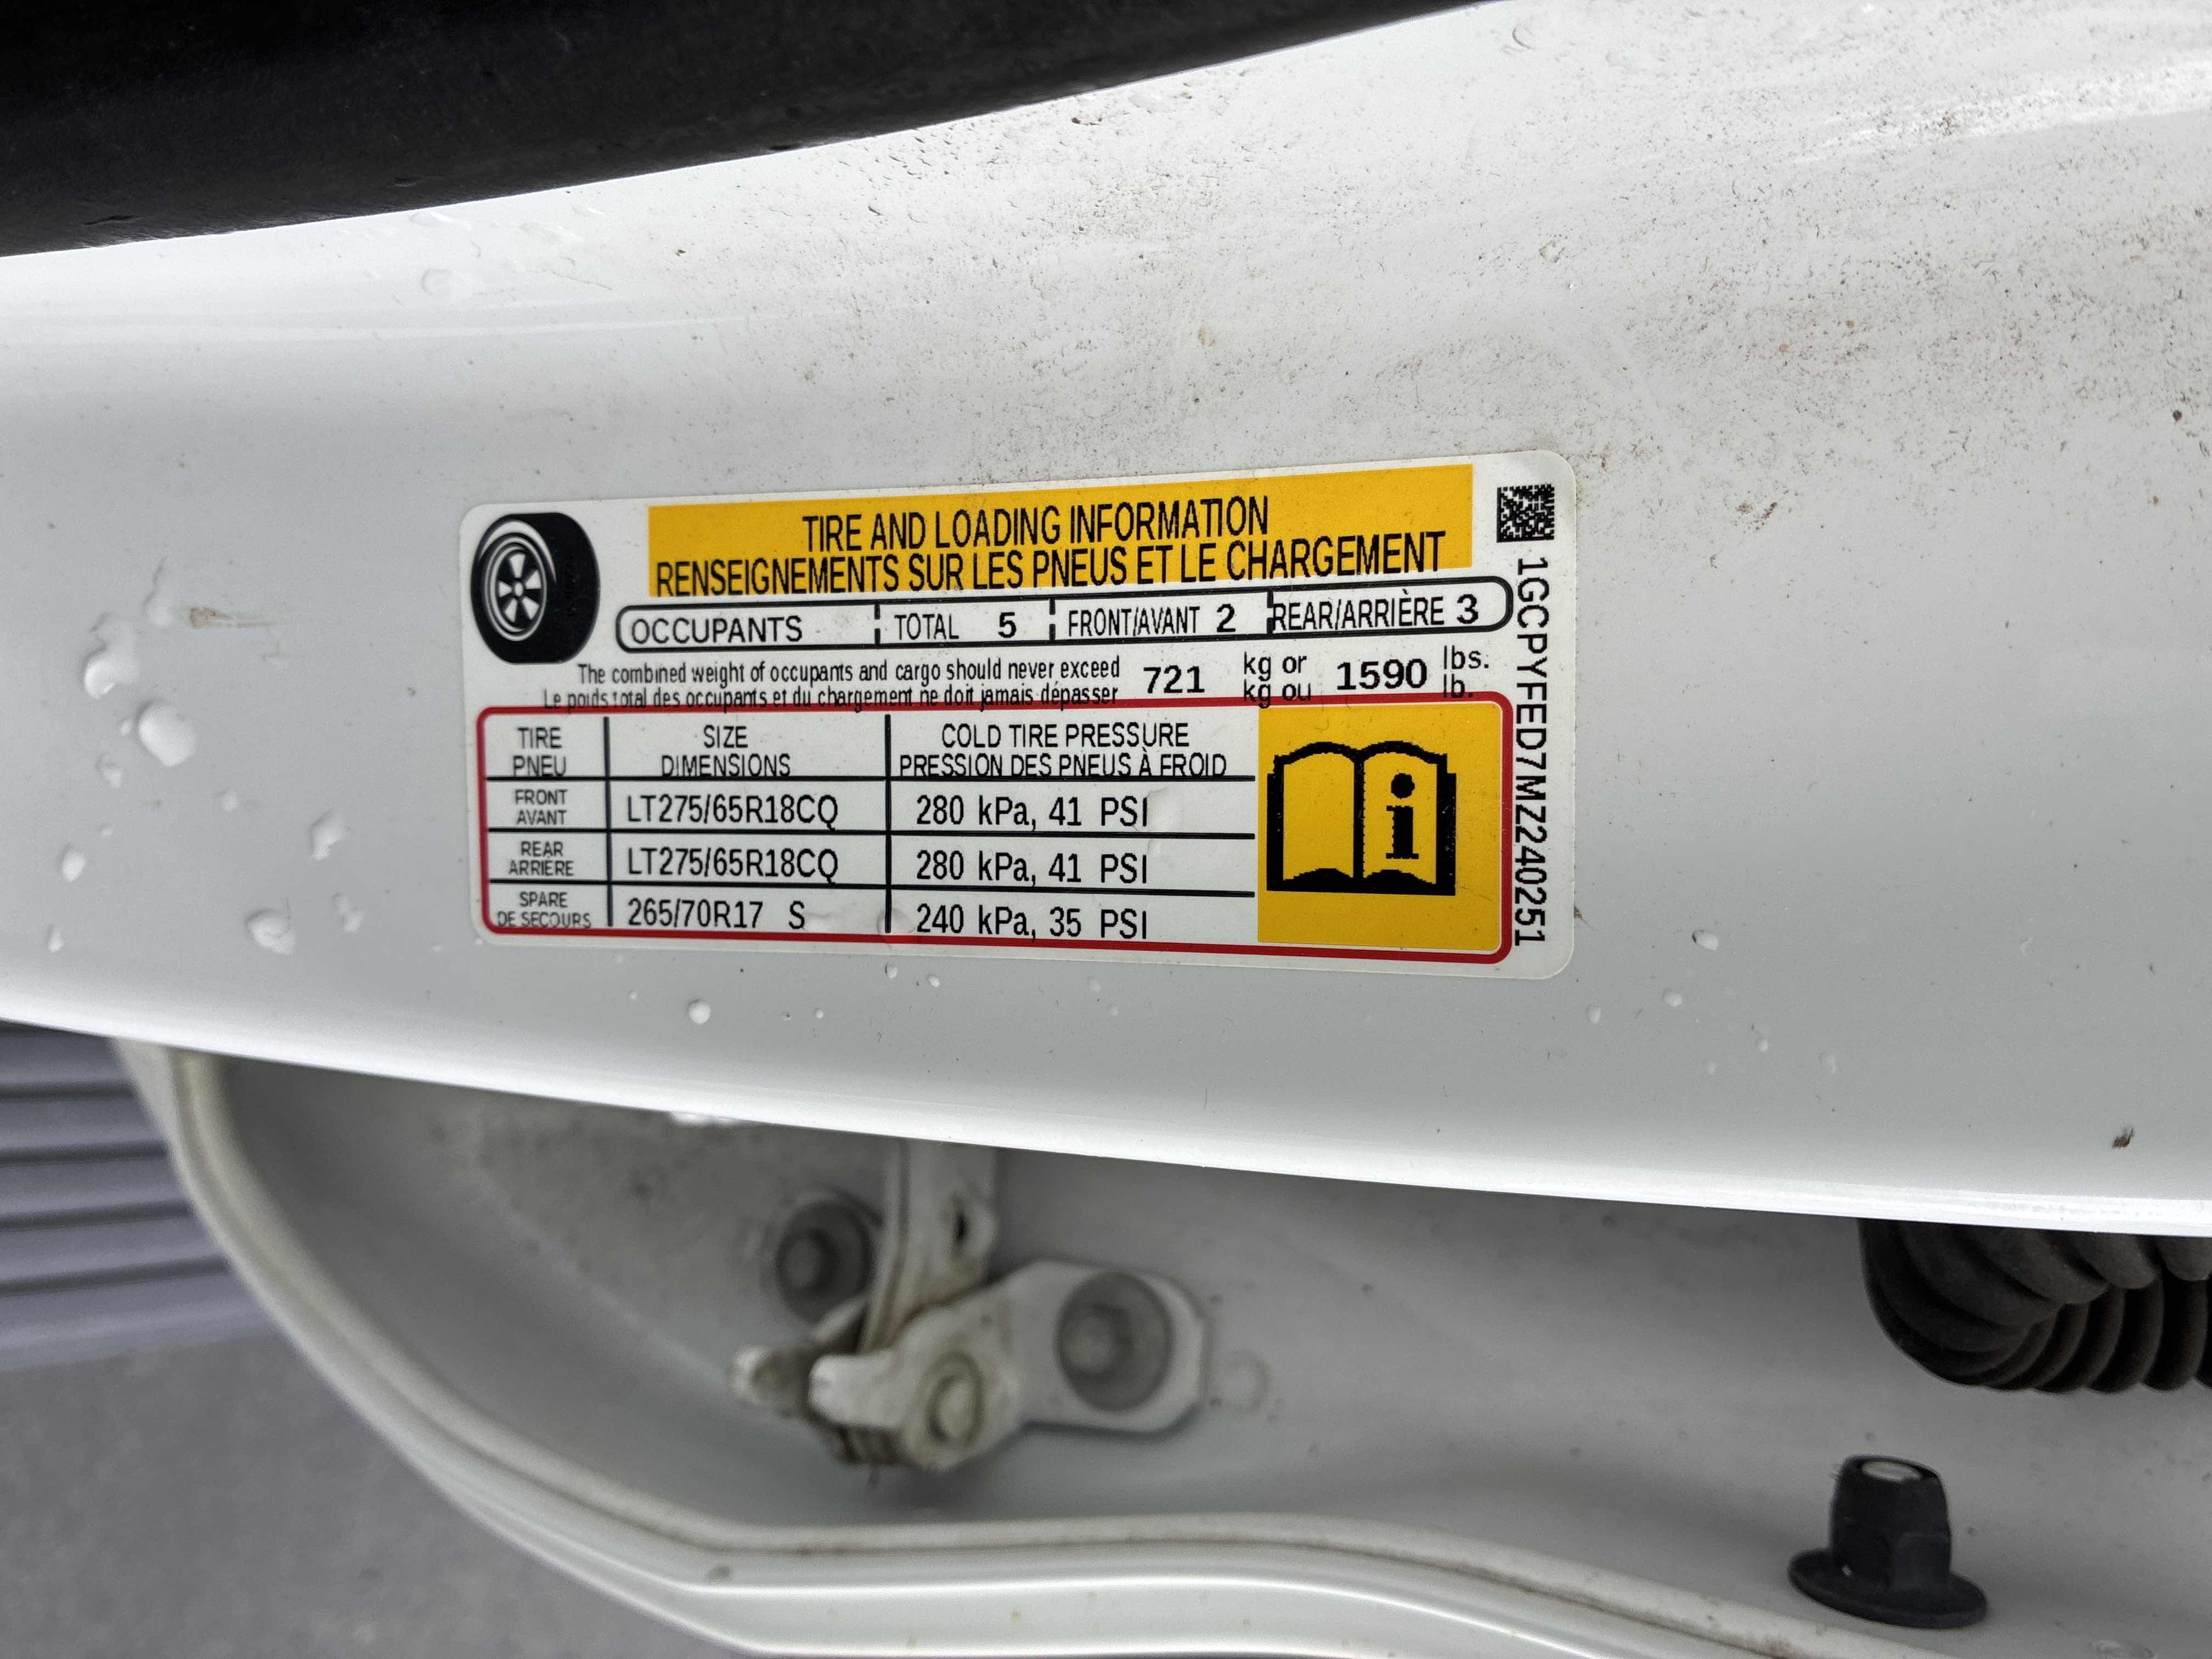 TIRE AND LOADING INFORMATION
RENSEIGNEMENTS SUR LES PNEUS ET LE CHARGEMENT
OCCUPANTS TOTAL 5 FRONT/AVANT 2 REAR/ARRIÈRE 3
The combined weight of occupants and cargo should never exceed 721 kg or 1590 lbs.
Le poids total des occupants et du chargement ne doit jamais dépasser kg ou lb.
TIRE SIZE COLD TIRE PRESSURE
PNEU DIMENSIONS PRESSION DES PNEUS À FROID
FRONT
AVANT LT275/65R18CQ 280 kPa, 41 PSI
REAR
ARRIERE LT275/65R18CQ 280 kPa, 41 PSI
SPARE
DE SECOURS 265/70R17 S 240 kPa, 35 PSI
i
1GCPYFED7MZ240251